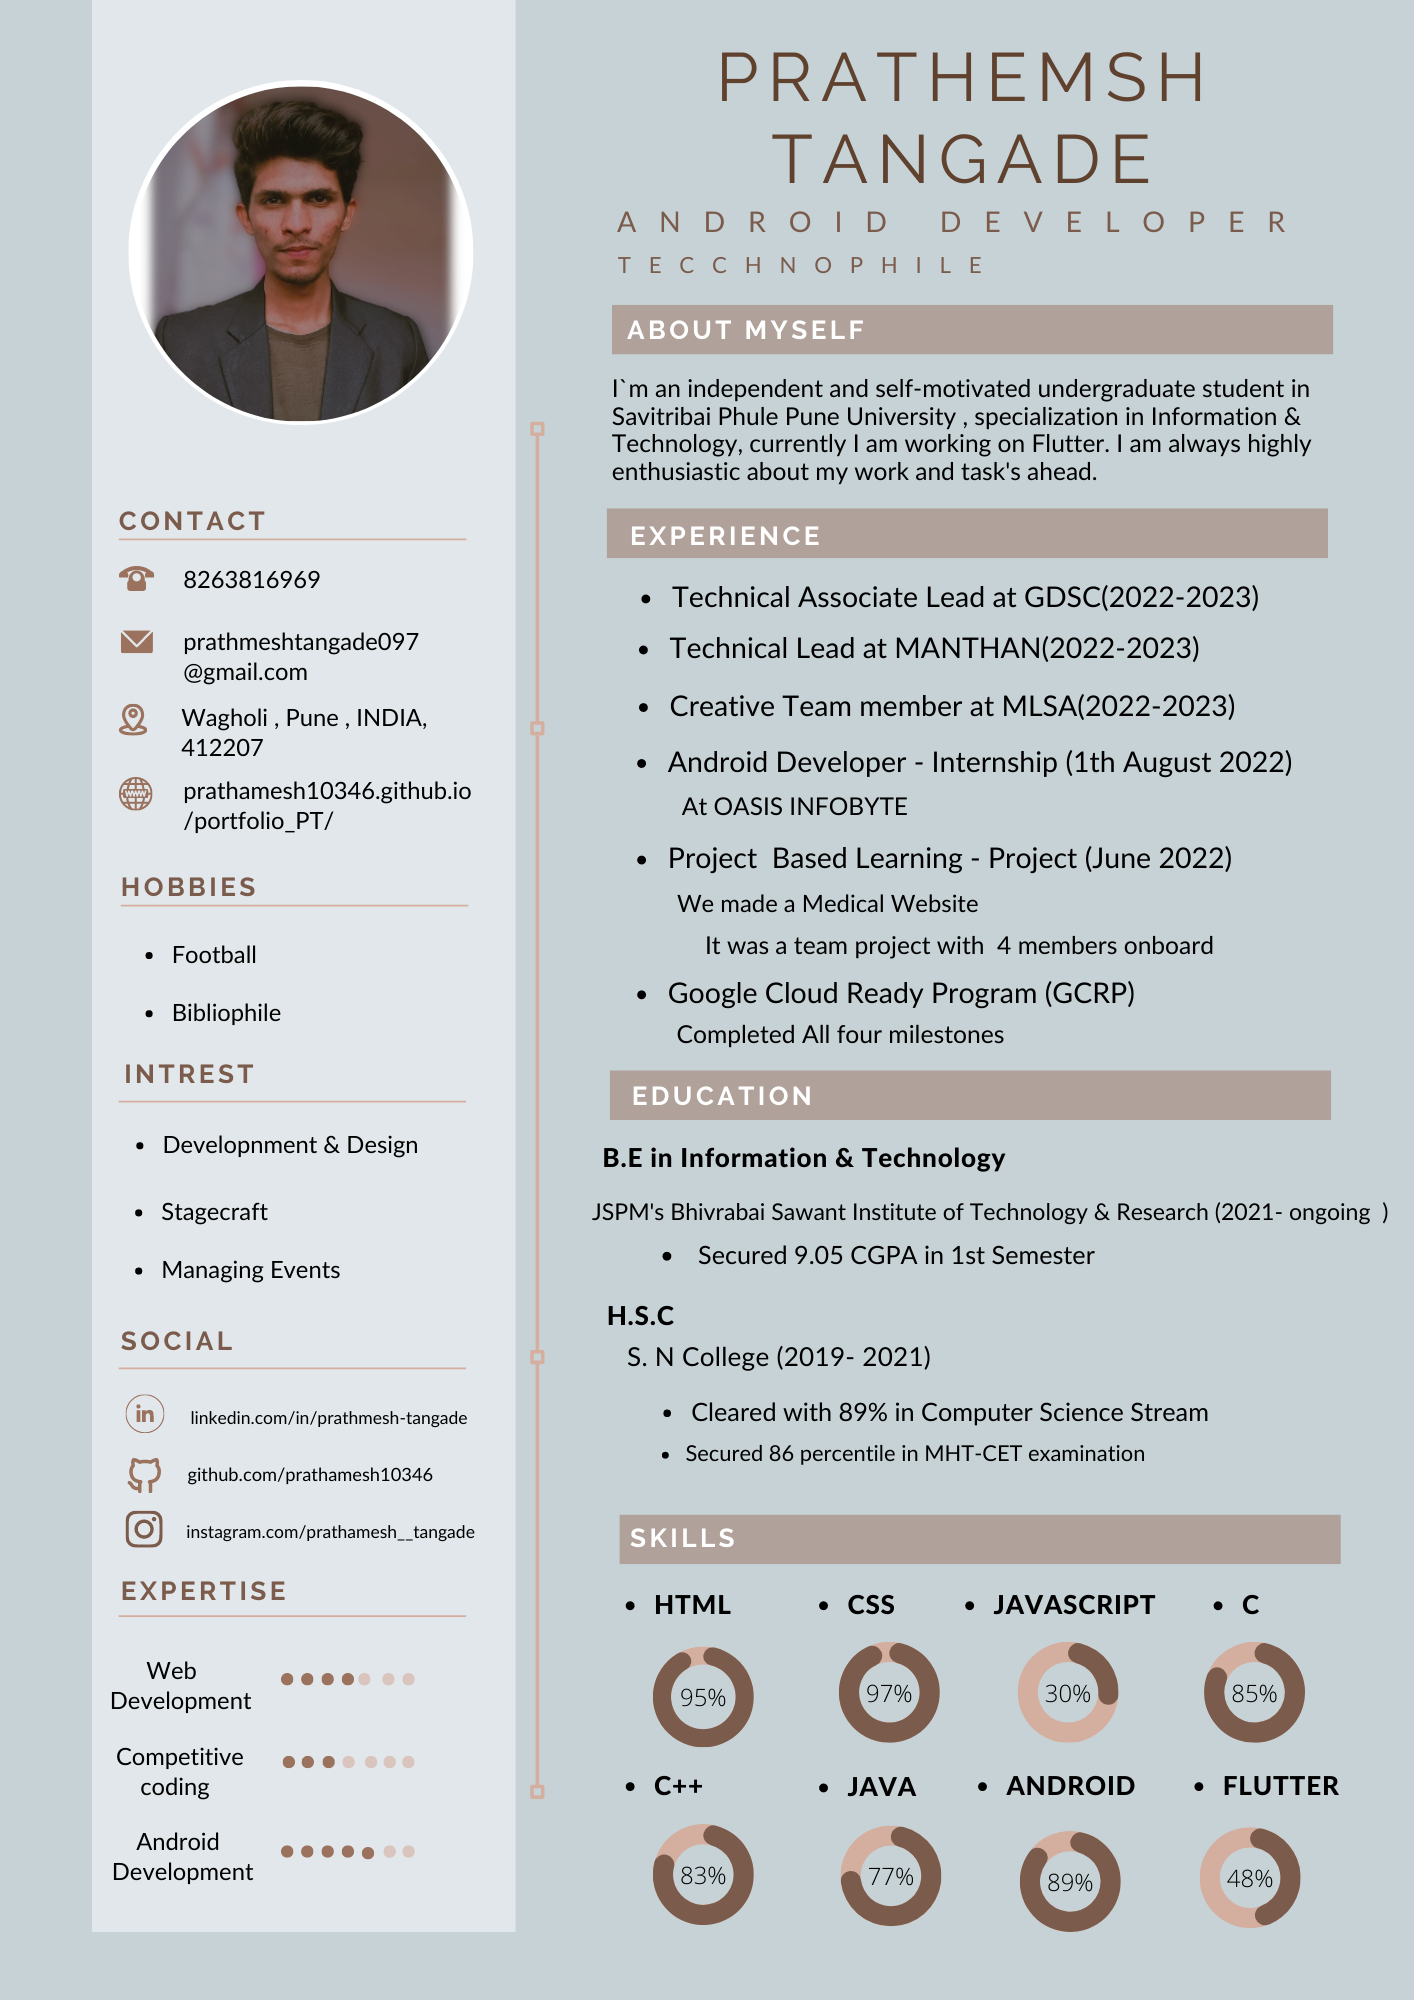 PRATHEMSH
TANGADE
ANDROID DEVELOPER
TECCHNOPHILE
ABOUT MYSELF
I`m an independent and self-motivated undergraduate student in
Savitribai Phule Pune University , specialization in Information &
Technology, currently I am working on Flutter. I am always highly
enthusiastic about my work and task's ahead.
EXPERIENCE
• Technical Associate Lead at GDSC(2022-2023)
• Technical Lead at MANTHAN(2022-2023)
• Creative Team member at MLSA(2022-2023)
• Android Developer - Internship (1th August 2022)
At OASIS INFOBYTE
• Project Based Learning - Project (June 2022)
We made a Medical Website
It was a team project with 4 members onboard
• Google Cloud Ready Program (GCRP)
Completed All four milestones
EDUCATION
B.E in Information & Technology
JSPM's Bhivrabai Sawant Institute of Technology & Research (2021- ongoing )
• Secured 9.05 CGPA in 1st Semester
H.S.C
S. N College (2019- 2021)
• Cleared with 89% in Computer Science Stream
• Secured 86 percentile in MHT-CET examination
SKILLS
• HTML • CSS • JAVASCRIPT • C
95% 97% 30% 85%
• C++ • JAVA • ANDROID • FLUTTER
83% 77% 89% 48%
CONTACT
8263816969
prathmeshtangade097
@gmail.com
Wagholi , Pune , INDIA,
412207
WWW
prathamesh10346.github.io
/portfolio_PT/
HOBBIES
• Football
• Bibliophile
INTREST
• Developnment & Design
• Stagecraft
• Managing Events
SOCIAL
in linkedin.com/in/prathmesh-tangade
github.com/prathamesh10346
instagram.com/prathamesh__tangade
EXPERTISE
Web
Development
Competitive
coding
Android
Development